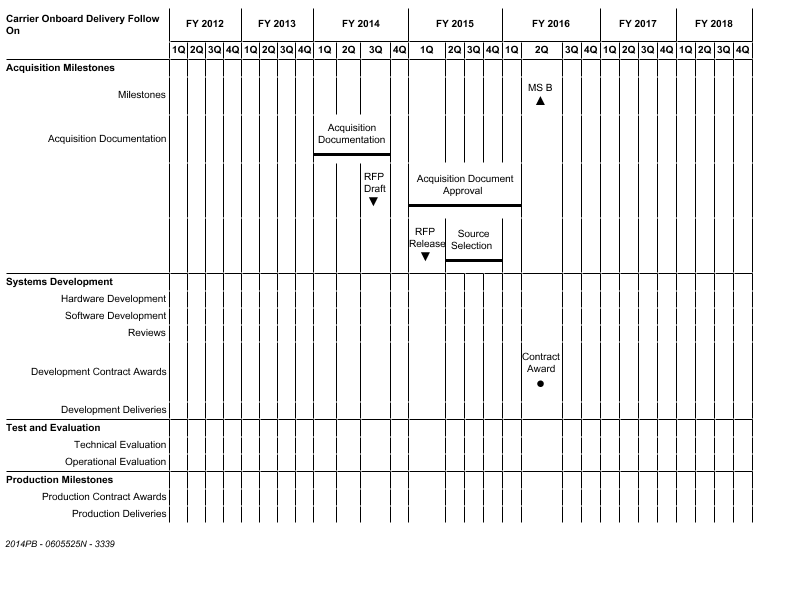 Carrier Onboard Delivery Follow On FY 2012 FY 2013 FY 2014 FY 2015 FY 2016 FY 2017 FY 2018
1Q 2Q 3Q 4Q 1Q 2Q 3Q 4Q 1Q 2Q 3Q 4Q 1Q 2Q 3Q 4Q 1Q 2Q 3Q 4Q 1Q 2Q 3Q 4Q 1Q 2Q 3Q 4Q
Acquisition Milestones
Milestones MS B
Acquisition Documentation
Acquisition
Documentation
RFP
Draft
Acquisition Document
Approval
RFP
Release
Source
Selection
Systems Development
Hardware Development
Software Development
Reviews
Development Contract Awards
Contract
Award
Development Deliveries
Test and Evaluation
Technical Evaluation
Operational Evaluation
Production Milestones
Production Contract Awards
Production Deliveries
2014PB - 0605525N - 3339